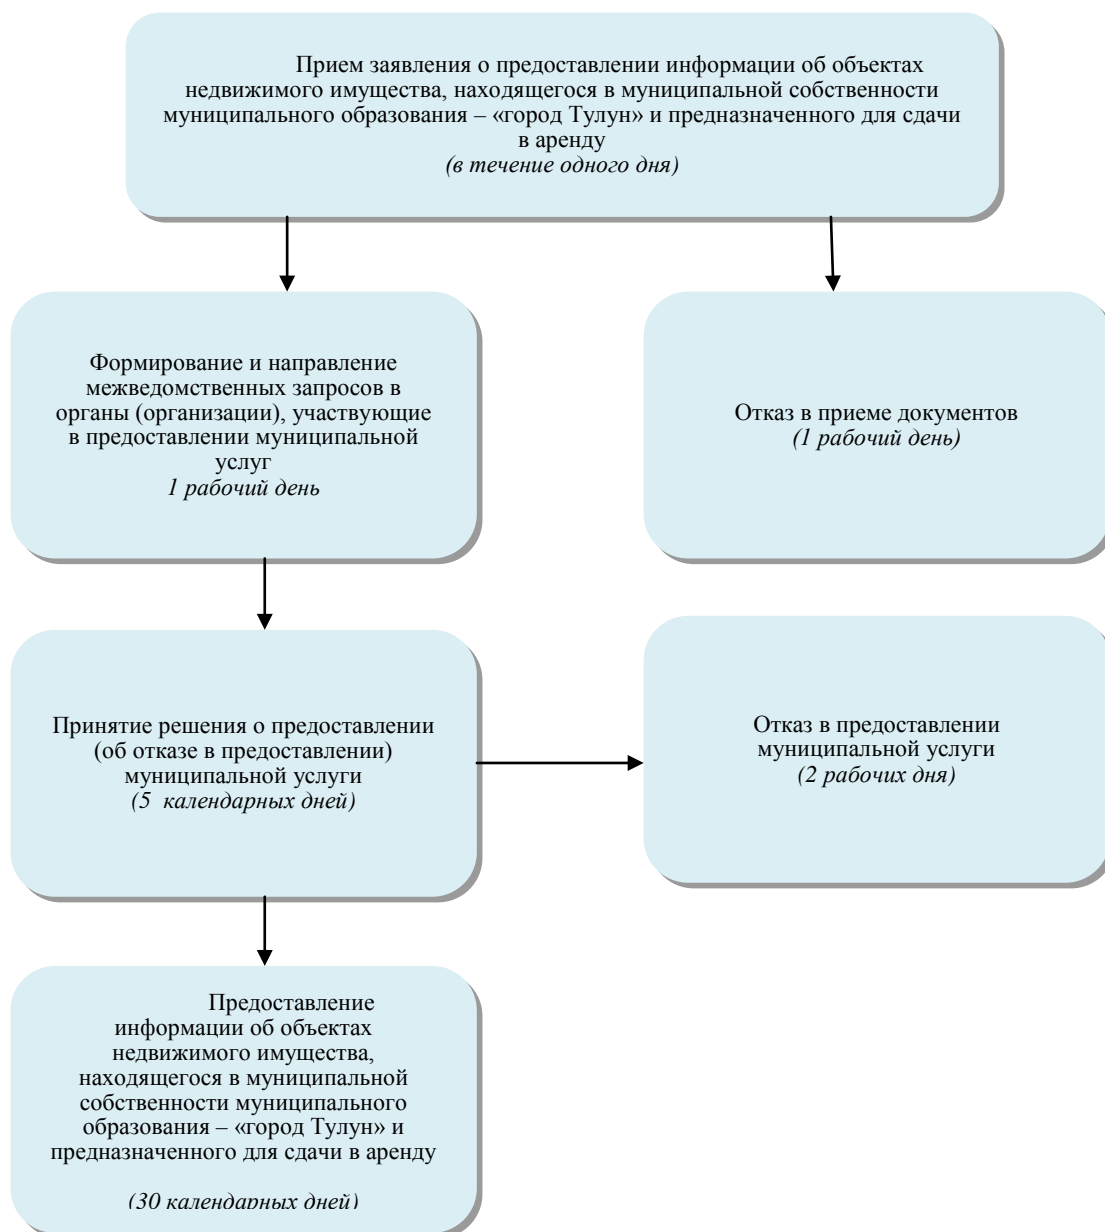 Прием заявления о предоставлении информации об объектах
недвижимого имущества, находящегося в муниципальной собственности
муниципального образования – «город Тулун» и предназначенного для сдачи
в аренду
(в течение одного дня)
Формирование и направление
межведомственных запросов в
органы (организации), участвующие
в предоставлении муниципальной
услуг
1 рабочий день
Отказ в приеме документов
(1 рабочий день)
Принятие решения о предоставлении
(об отказе в предоставлении)
муниципальной услуги
(5 календарных дней)
Отказ в предоставлении
муниципальной услуги
(2 рабочих дня)
Предоставление
информации об объектах
недвижимого имущества,
находящегося в муниципальной
собственности муниципального
образования – «город Тулун» и
предназначенного для сдачи в аренду
(30 календарных дней)